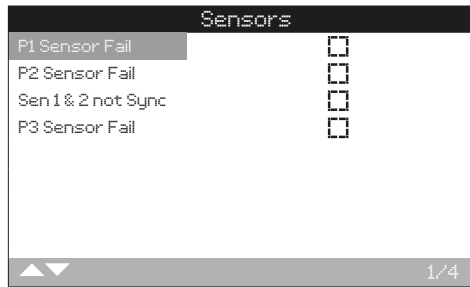 Sensors
P1 Sensor Fail
P2 Sensor Fail
Sen 1 & 2 not Sync
P3 Sensor Fail
1/4